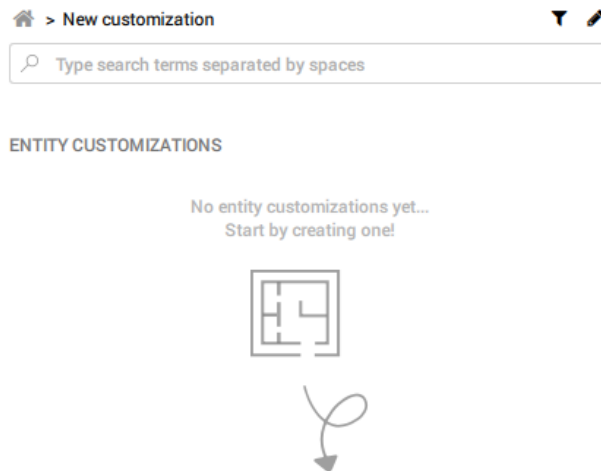 > New customization
Type search terms separated by spaces
ENTITY CUSTOMIZATIONS
No entity customizations yet...
Start by creating one!